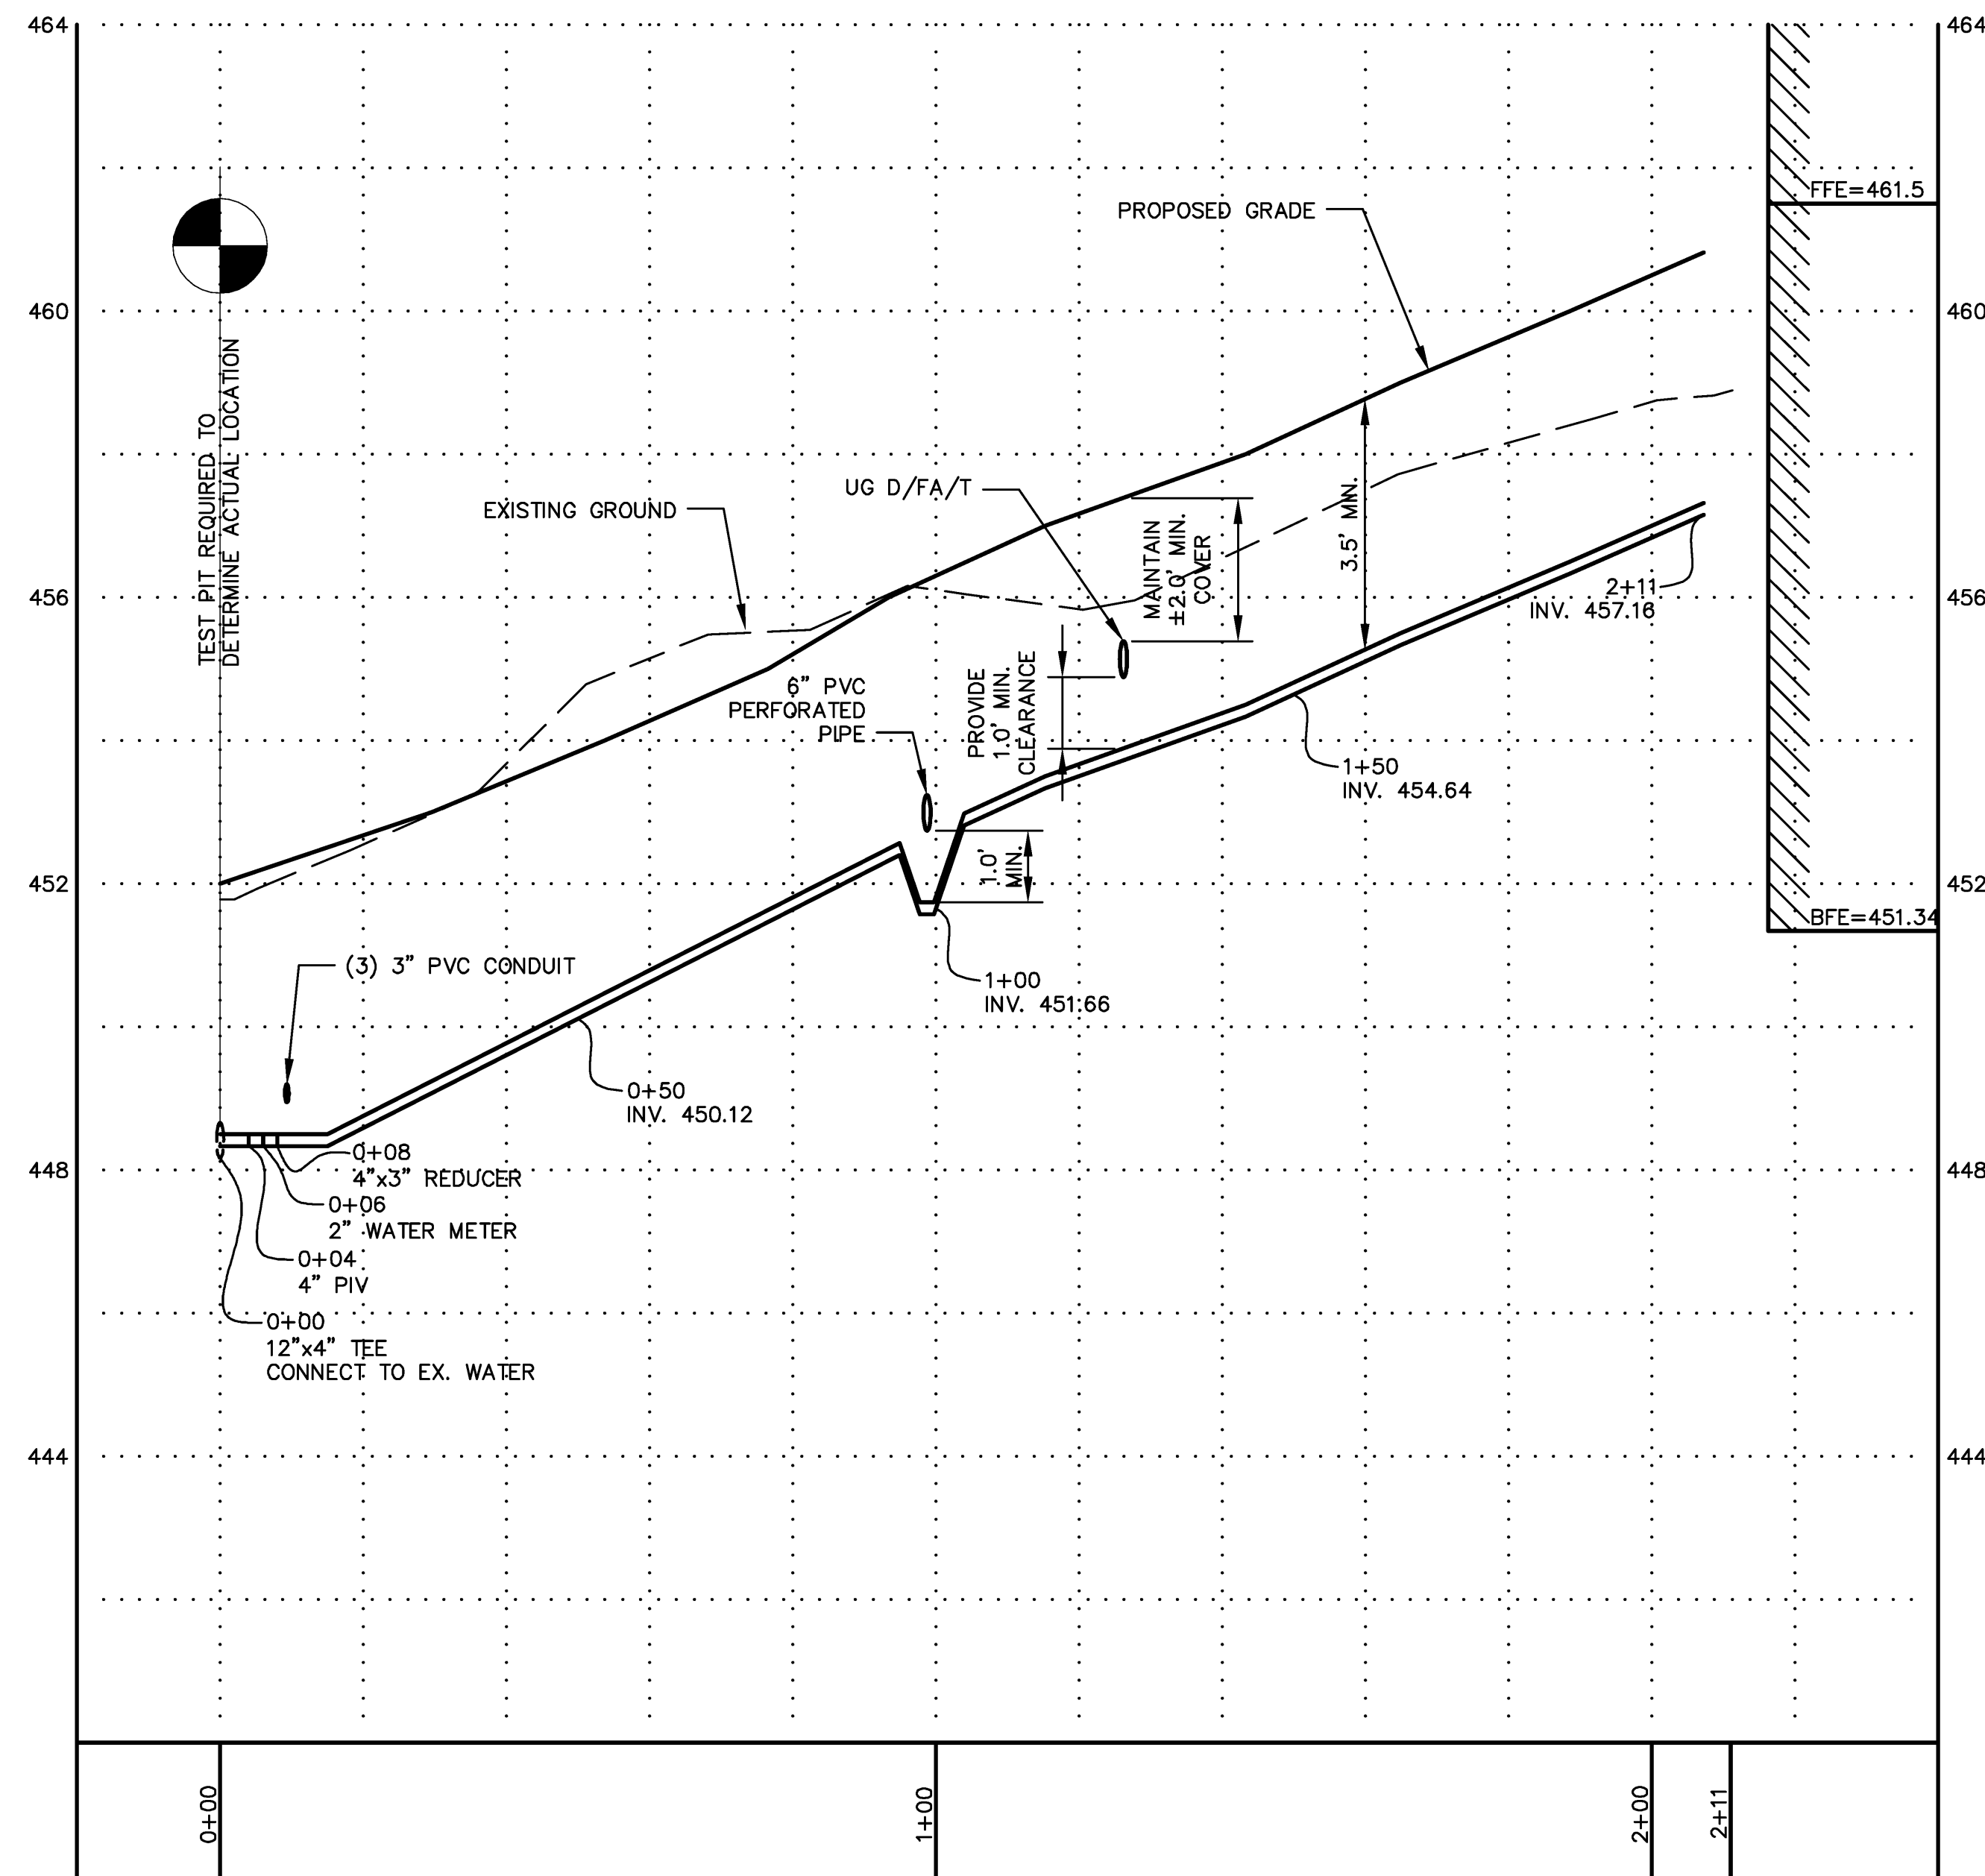 464
464
FFE=461.5
PROPOSED GRADE
460
460
TEST PIT REQUIRED TO
DETERMINE ACTUAL LOCATION
UG D/FA/T
EXISTING GROUND
MAINTAIN
±2.0' MIN.
COVER
3.5' MIN.
456
456
2+11
INV. 457.16
PROVIDE
1.0' MIN.
CLEARANCE
6" PVC
PERFORATED
PIPE
1+50
INV. 454.64
1.0'
MIN.
452
452
BFE=451.34
(3) 3" PVC CONDUIT
1+00
INV. 451.66
0+50
INV. 450.12
0+08
4"x3" REDUCER
448
448
0+06
2" WATER METER
0+04
4" PIV
0+00
12"x4" TEE
CONNECT TO EX. WATER
444
444
0+00
1+00
2+00
2+11